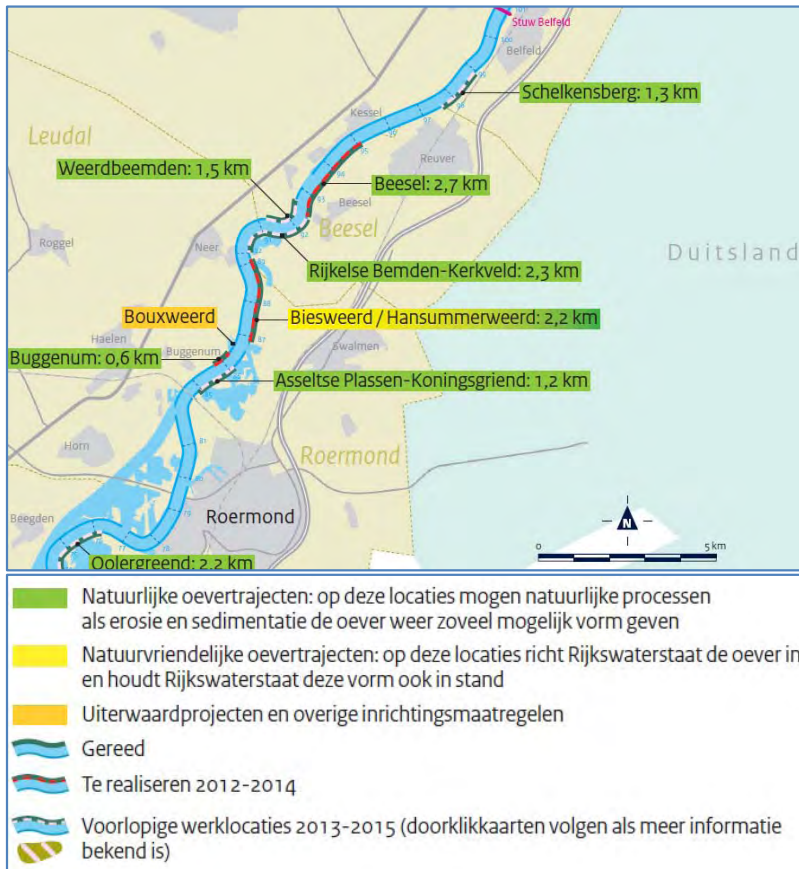 Stuw Belfeld
Belfeld
Schelkensberg: 1,3 km
Kessel
Leudal
Reuver
Weerdbeemden: 1,5 km
Beesel: 2,7 km
Beesel
Beesel
Roggel
Neer
Duitsland
Rijkelse Bemden-Kerkveld: 2,3 km
Bouxweerd
Biesweerd / Hansummerweerd: 2,2 km
Haelen
Buggenum
Swalmen
Buggenum: 0,6 km
Asseltse Plassen-Koningsgriend: 1,2 km
Horn
Roermond
Beegden
Roermond
N
0 5 km
Oolergreend: 2,2 km
Natuurlijke oevertrajecten: op deze locaties mogen natuurlijke processen
als erosie en sedimentatie de oever weer zoveel mogelijk vorm geven
Natuurvriendelijke oevertrajecten: op deze locaties richt Rijkswaterstaat de oever in
en houdt Rijkswaterstaat deze vorm ook in stand
Uiterwaardprojecten en overige inrichtingsmaatregelen
Gereed
Te realiseren 2012-2014
Voorlopige werklocaties 2013-2015 (doorklikkaarten volgen als meer informatie
bekend is)